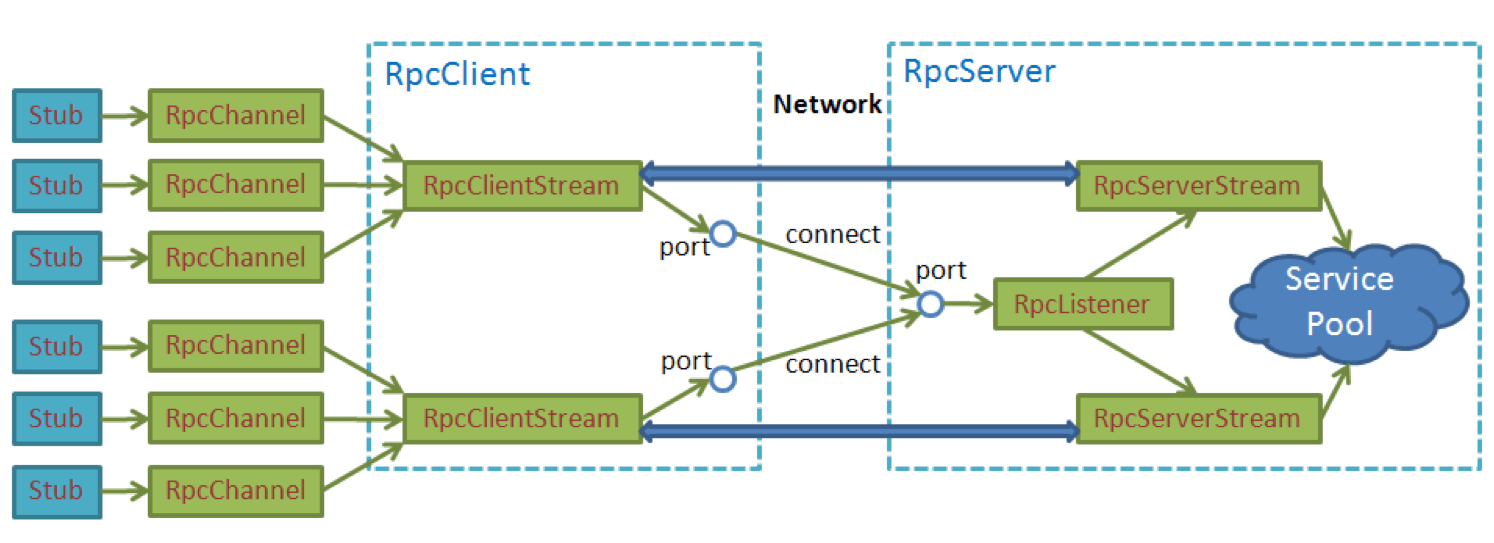 RpcClient
RpcServer
Network
Stub
RpcChannel
Stub
RpcChannel
RpcClientStream
RpcServerStream
Stub
RpcChannel
port
connect
port
RpcListener
Service
Pool
Stub
RpcChannel
port
connect
Stub
RpcChannel
RpcClientStream
RpcServerStream
Stub
RpcChannel